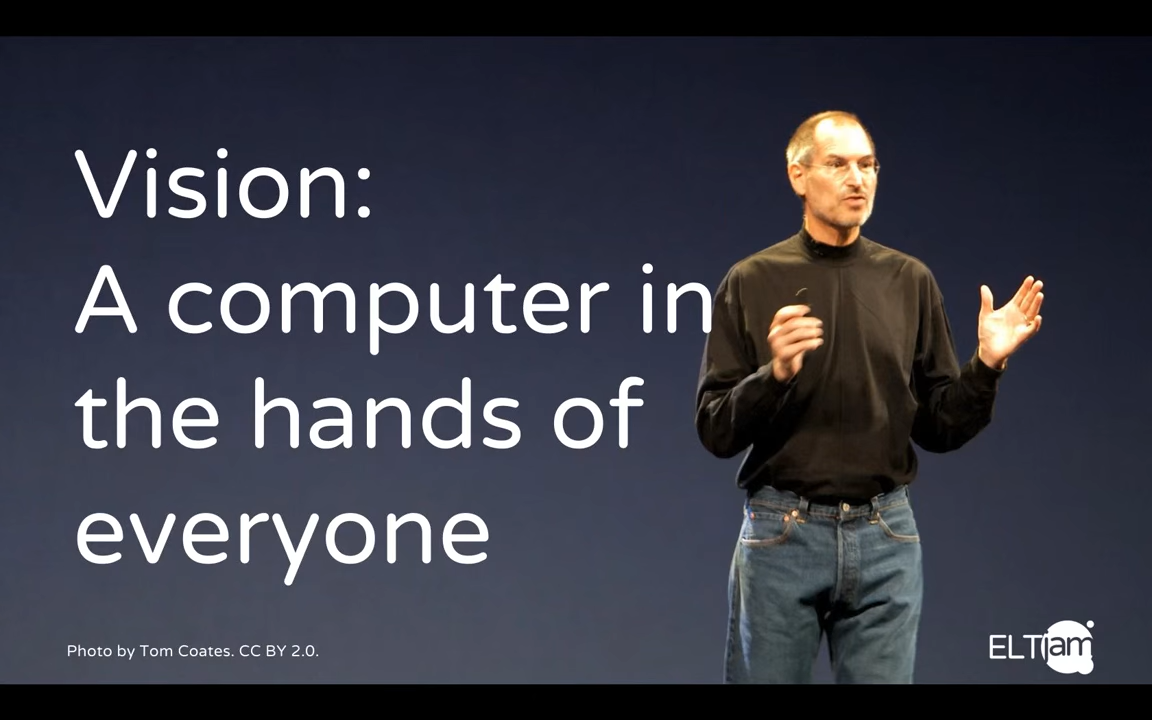 Vision:
A computer in
the hands of
everyone
Photo by Tom Coates. CC BY 2.0.
ELTjam